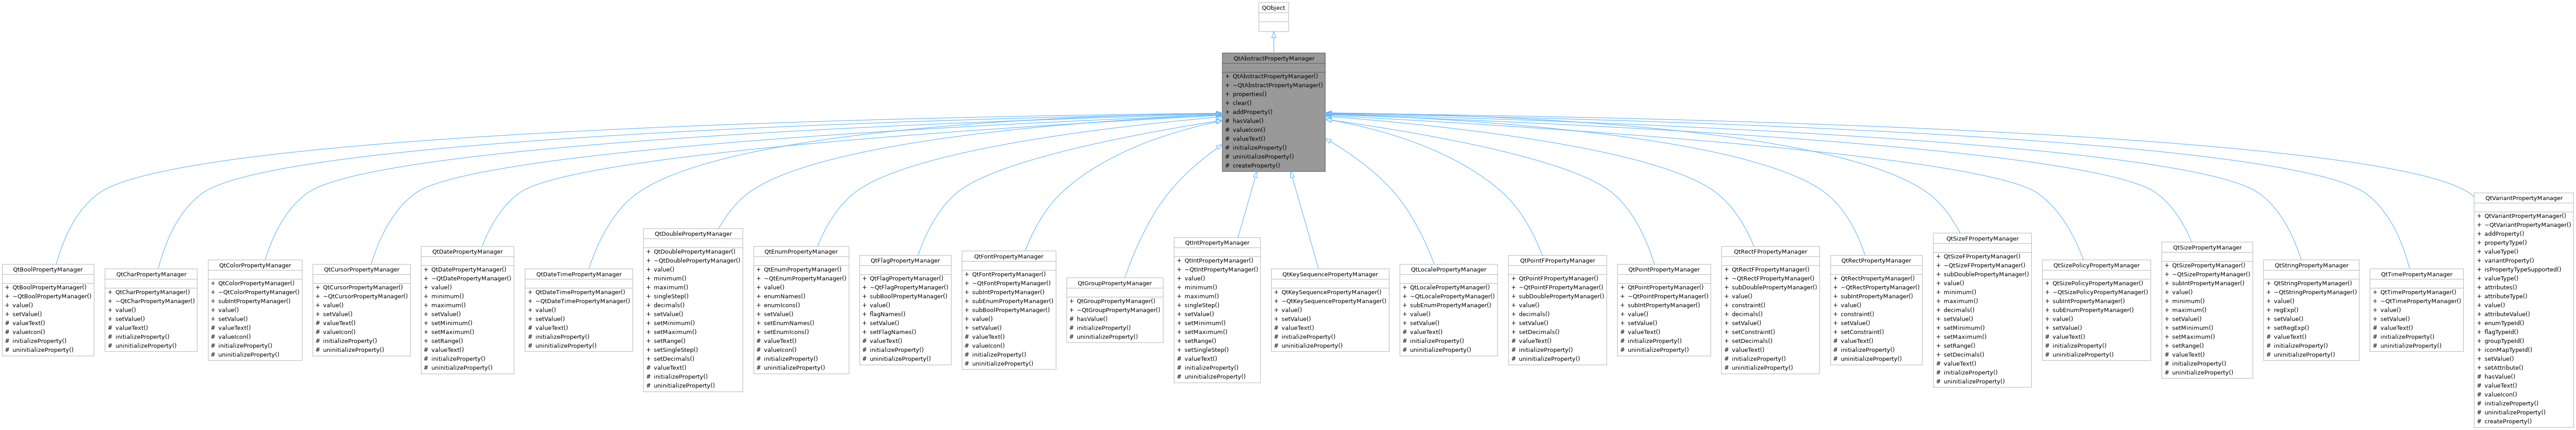 QObject
QtAbstractPropertyManager
+ QtAbstractPropertyManager()
+ ~QtAbstractPropertyManager()
+ properties()
+ clear()
+ addProperty()
# hasValue()
# valueIcon()
# valueText()
# initializeProperty()
# uninitializeProperty()
# createProperty()
QtBoolPropertyManager
+ QtBoolPropertyManager()
+ ~QtBoolPropertyManager()
+ value()
+ setValue()
# valueText()
# valueIcon()
# initializeProperty()
# uninitializeProperty()
QtCharPropertyManager
+ QtCharPropertyManager()
+ ~QtCharPropertyManager()
+ value()
+ setValue()
# valueText()
# initializeProperty()
# uninitializeProperty()
QtColorPropertyManager
+ QtColorPropertyManager()
+ ~QtColorPropertyManager()
+ subIntPropertyManager()
+ value()
+ setValue()
# valueText()
# valueIcon()
# initializeProperty()
# uninitializeProperty()
QtCursorPropertyManager
+ QtCursorPropertyManager()
+ ~QtCursorPropertyManager()
+ value()
+ setValue()
# valueText()
# valueIcon()
# initializeProperty()
# uninitializeProperty()
QtDatePropertyManager
+ QtDatePropertyManager()
+ ~QtDatePropertyManager()
+ value()
+ minimum()
+ maximum()
+ setValue()
+ setMinimum()
+ setMaximum()
+ setRange()
# valueText()
# initializeProperty()
# uninitializeProperty()
QtDateTimePropertyManager
+ QtDateTimePropertyManager()
+ ~QtDateTimePropertyManager()
+ value()
+ setValue()
# valueText()
# initializeProperty()
# uninitializeProperty()
QtDoublePropertyManager
+ QtDoublePropertyManager()
+ ~QtDoublePropertyManager()
+ value()
+ minimum()
+ maximum()
+ singleStep()
+ decimals()
+ setValue()
+ setMinimum()
+ setMaximum()
+ setRange()
+ setSingleStep()
+ setDecimals()
# valueText()
# initializeProperty()
# uninitializeProperty()
QtEnumPropertyManager
+ QtEnumPropertyManager()
+ ~QtEnumPropertyManager()
+ value()
+ enumNames()
+ enumIcons()
+ setValue()
+ setEnumNames()
+ setEnumIcons()
# valueText()
# valueIcon()
# initializeProperty()
# uninitializeProperty()
QtFlagPropertyManager
+ QtFlagPropertyManager()
+ ~QtFlagPropertyManager()
+ subBoolPropertyManager()
+ value()
+ flagNames()
+ setValue()
+ setFlagNames()
# valueText()
# initializeProperty()
# uninitializeProperty()
QtFontPropertyManager
+ QtFontPropertyManager()
+ ~QtFontPropertyManager()
+ subIntPropertyManager()
+ subEnumPropertyManager()
+ subBoolPropertyManager()
+ value()
+ setValue()
# valueText()
# valueIcon()
# initializeProperty()
# uninitializeProperty()
QtGroupPropertyManager
+ QtGroupPropertyManager()
+ ~QtGroupPropertyManager()
# hasValue()
# initializeProperty()
# uninitializeProperty()
QtIntPropertyManager
+ QtIntPropertyManager()
+ ~QtIntPropertyManager()
+ value()
+ minimum()
+ maximum()
+ singleStep()
+ setValue()
+ setMinimum()
+ setMaximum()
+ setRange()
+ setSingleStep()
# valueText()
# initializeProperty()
# uninitializeProperty()
QtKeySequencePropertyManager
+ QtKeySequencePropertyManager()
+ ~QtKeySequencePropertyManager()
+ value()
+ setValue()
# valueText()
# initializeProperty()
# uninitializeProperty()
QtLocalePropertyManager
+ QtLocalePropertyManager()
+ ~QtLocalePropertyManager()
+ subEnumPropertyManager()
+ value()
+ setValue()
# valueText()
# initializeProperty()
# uninitializeProperty()
QtPointFPropertyManager
+ QtPointFPropertyManager()
+ ~QtPointFPropertyManager()
+ subDoublePropertyManager()
+ value()
+ decimals()
+ setValue()
+ setDecimals()
# valueText()
# initializeProperty()
# uninitializeProperty()
QtPointPropertyManager
+ QtPointPropertyManager()
+ ~QtPointPropertyManager()
+ subIntPropertyManager()
+ value()
+ setValue()
# valueText()
# initializeProperty()
# uninitializeProperty()
QtRectFPropertyManager
+ QtRectFPropertyManager()
+ ~QtRectFPropertyManager()
+ subDoublePropertyManager()
+ value()
+ constraint()
+ decimals()
+ setValue()
+ setConstraint()
+ setDecimals()
# valueText()
# initializeProperty()
# uninitializeProperty()
QtRectPropertyManager
+ QtRectPropertyManager()
+ ~QtRectPropertyManager()
+ subIntPropertyManager()
+ value()
+ constraint()
+ setValue()
+ setConstraint()
# valueText()
# initializeProperty()
# uninitializeProperty()
QtSizeFPropertyManager
+ QtSizeFPropertyManager()
+ ~QtSizeFPropertyManager()
+ subDoublePropertyManager()
+ value()
+ minimum()
+ maximum()
+ decimals()
+ setValue()
+ setMinimum()
+ setMaximum()
+ setRange()
+ setDecimals()
# valueText()
# initializeProperty()
# uninitializeProperty()
QtSizePolicyPropertyManager
+ QtSizePolicyPropertyManager()
+ ~QtSizePolicyPropertyManager()
+ subIntPropertyManager()
+ subEnumPropertyManager()
+ value()
+ setValue()
# valueText()
# initializeProperty()
# uninitializeProperty()
QtSizePropertyManager
+ QtSizePropertyManager()
+ ~QtSizePropertyManager()
+ subIntPropertyManager()
+ value()
+ minimum()
+ maximum()
+ setValue()
+ setMinimum()
+ setMaximum()
+ setRange()
# valueText()
# initializeProperty()
# uninitializeProperty()
QtStringPropertyManager
+ QtStringPropertyManager()
+ ~QtStringPropertyManager()
+ value()
+ regExp()
+ setValue()
+ setRegExp()
# valueText()
# initializeProperty()
# uninitializeProperty()
QtTimePropertyManager
+ QtTimePropertyManager()
+ ~QtTimePropertyManager()
+ value()
+ setValue()
# valueText()
# initializeProperty()
# uninitializeProperty()
QtVariantPropertyManager
+ QtVariantPropertyManager()
+ ~QtVariantPropertyManager()
+ addProperty()
+ propertyType()
+ valueType()
+ variantProperty()
+ isPropertyTypeSupported()
+ valueType()
+ attributes()
+ attributeType()
+ value()
+ attributeValue()
+ enumTypeId()
+ flagTypeId()
+ groupTypeId()
+ iconMapTypeId()
+ setValue()
+ setAttribute()
# hasValue()
# valueText()
# valueIcon()
# initializeProperty()
# uninitializeProperty()
# createProperty()